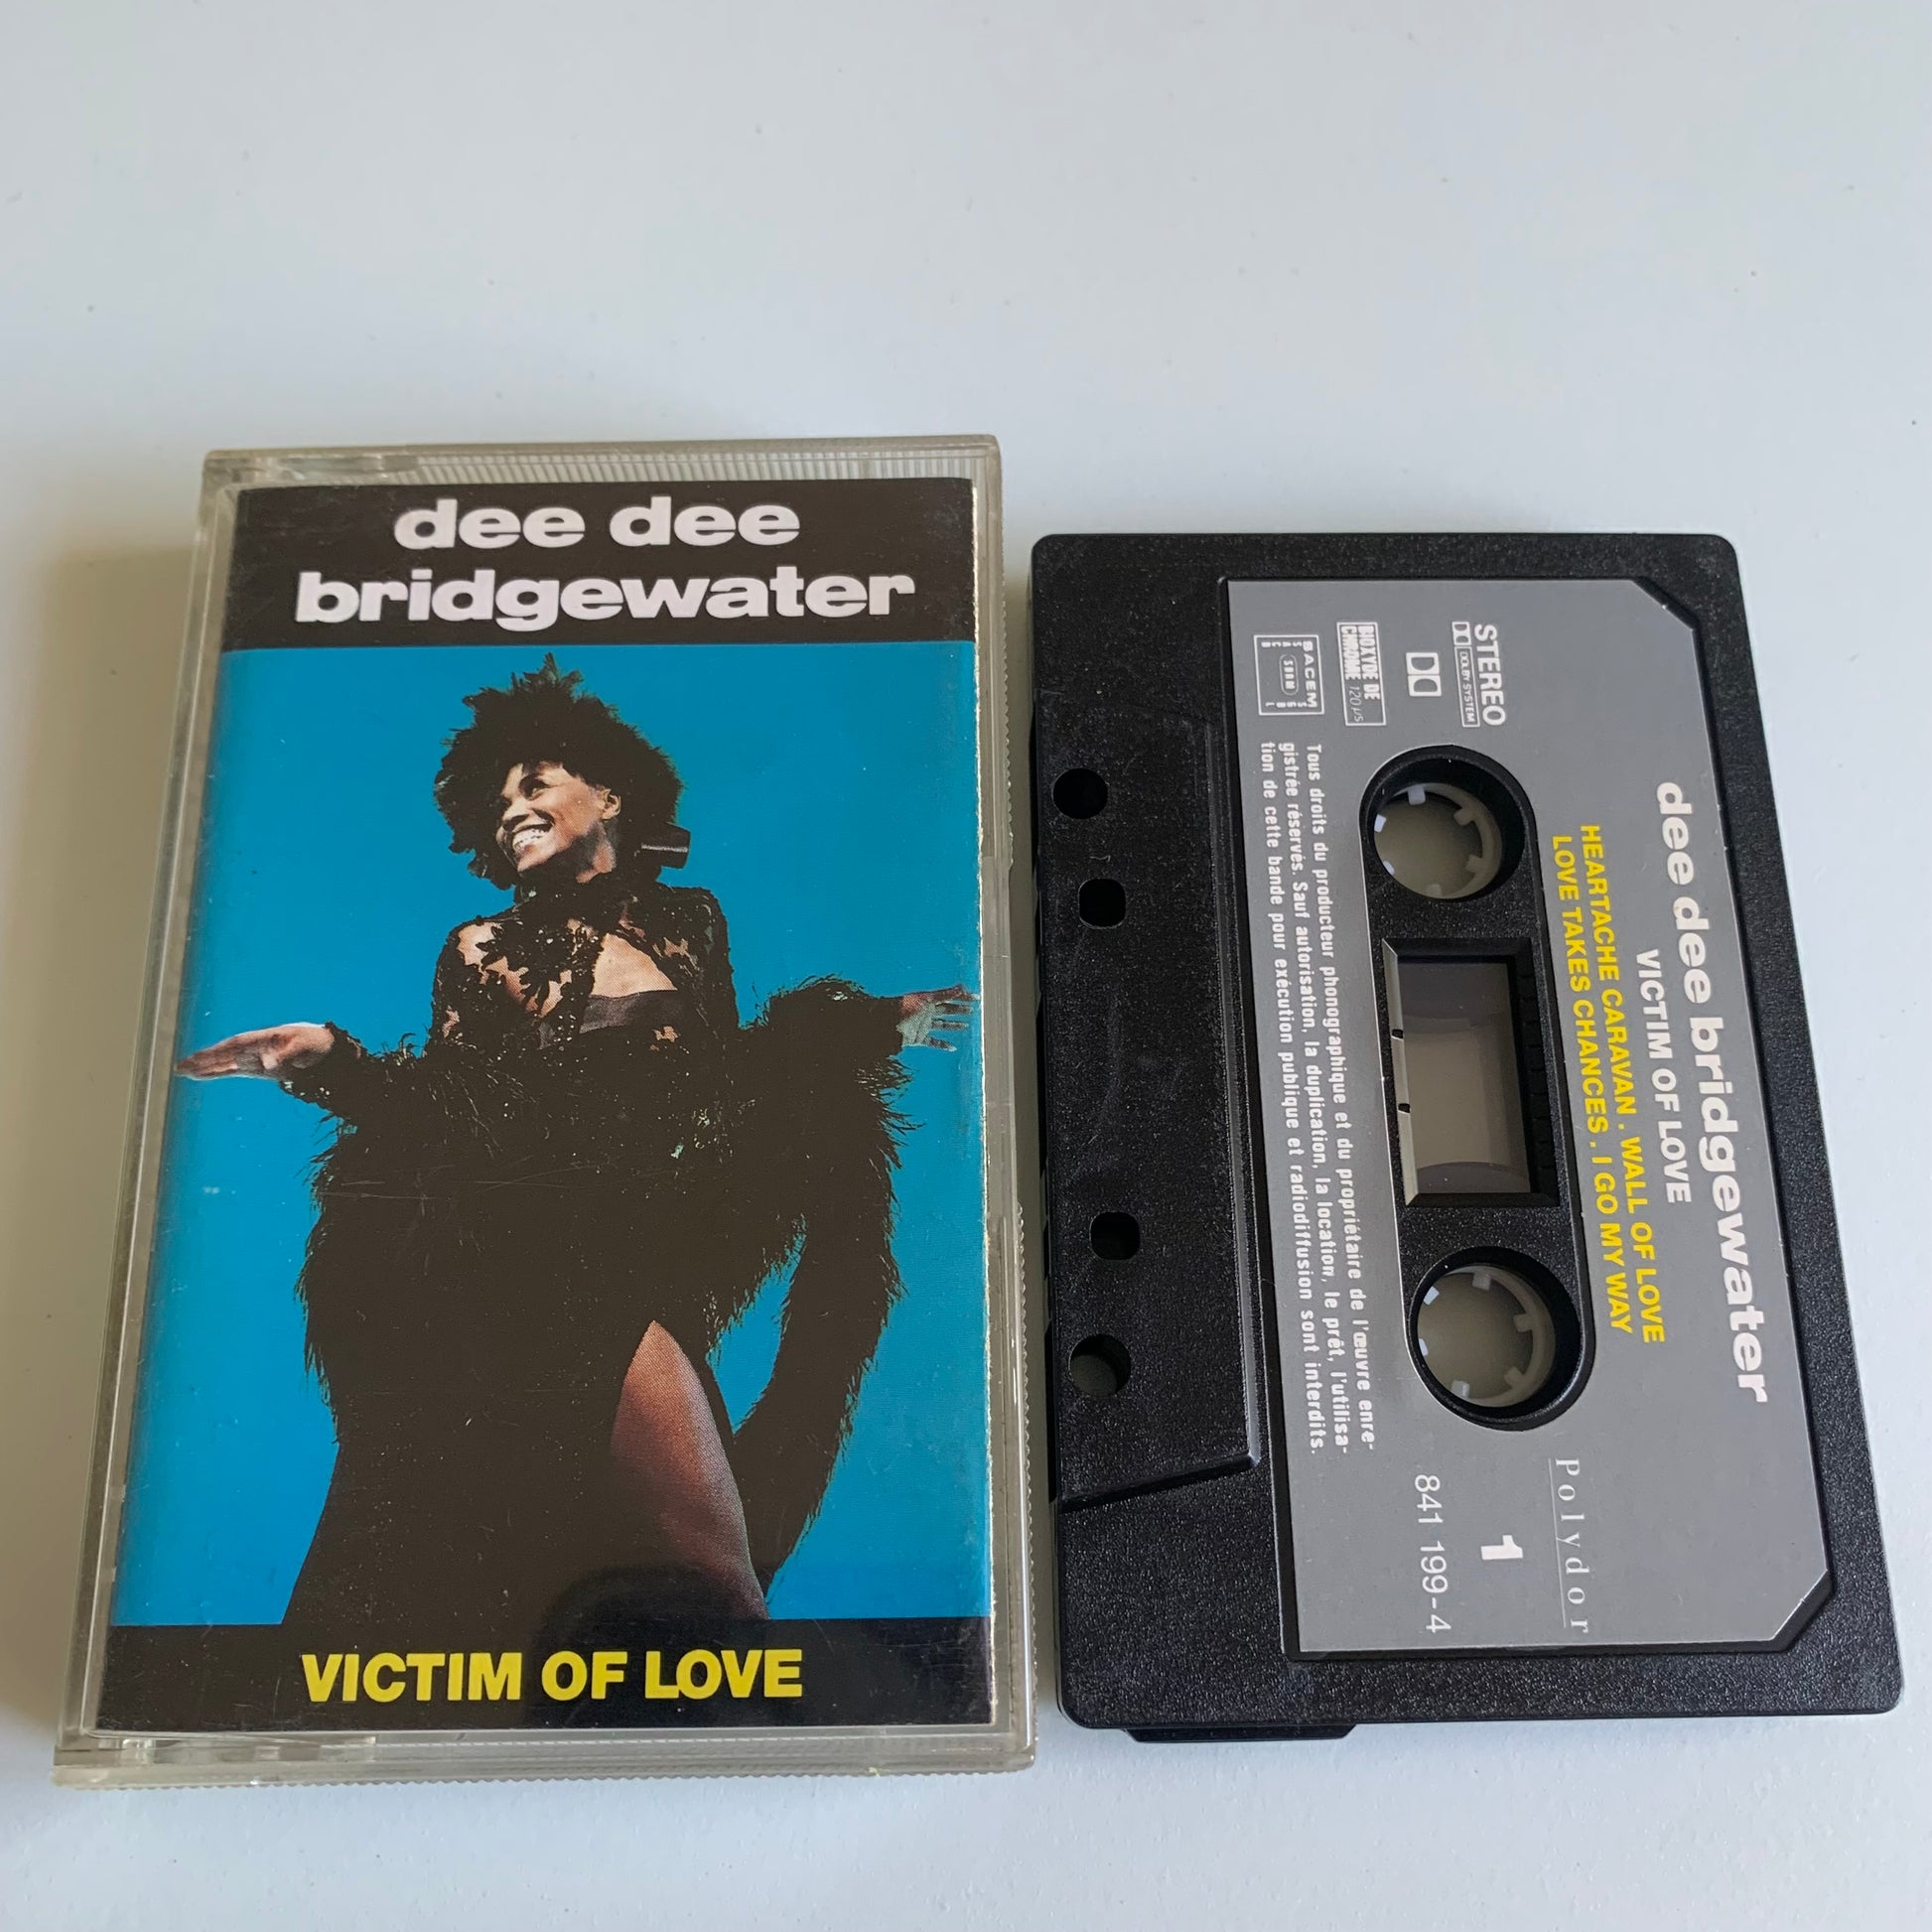 dee dee
bridgewater
VICTIM OF LOVE
dee dee bridgewater
VICTIM OF LOVE
HEARTACHE CARAVAN . WALL OF LOVE
LOVE TAKES CHANCES . I GO MY WAY
STEREO
DOLBY SYSTEM
BIOXYDE DE
CHROME 120 µs
SACEM
SDRM
polydor
1
841 199-4
Tous droits du producteur phonographique et du propriétaire de l'œuvre enre-
gistrée réservés. Sauf autorisation, la duplication, la location, le prêt, l'utilisa-
tion de cette bande pour exécution publique et radiodiffusion sont interdits.